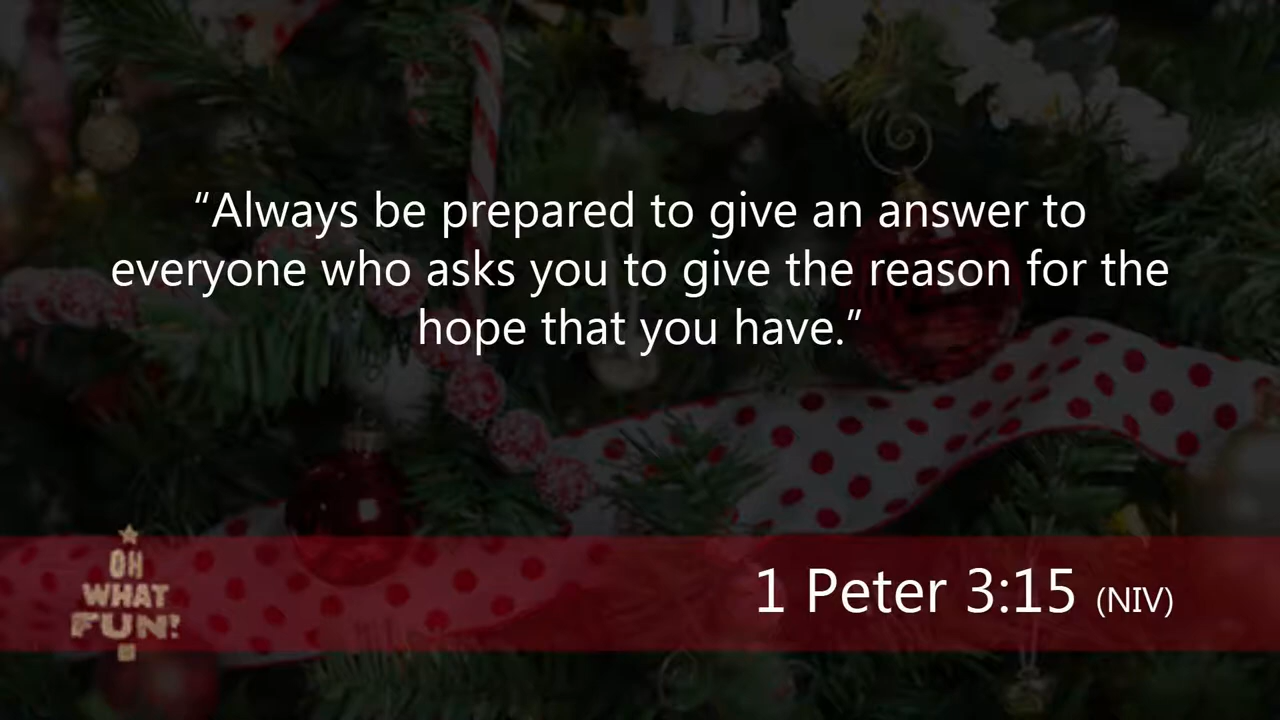 “Always be prepared to give an answer to
everyone who asks you to give the reason for the
hope that you have.”
OH
WHAT
FUN!
1 Peter 3:15 (NIV)